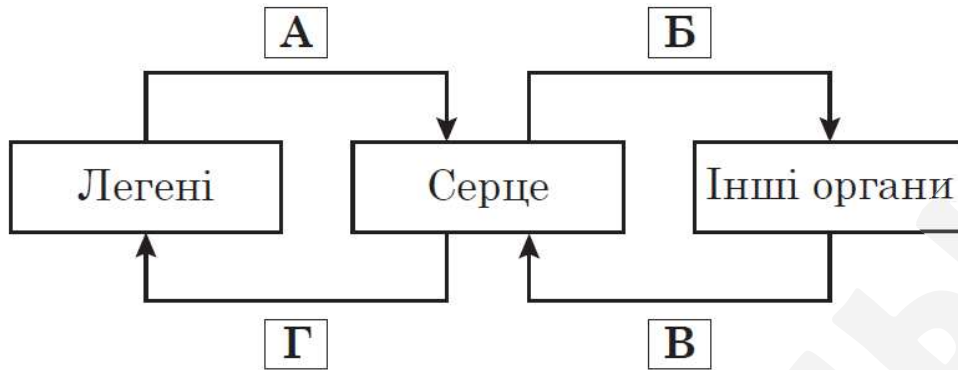 А
Б
Легені
Серце
Інші органи
Г
В